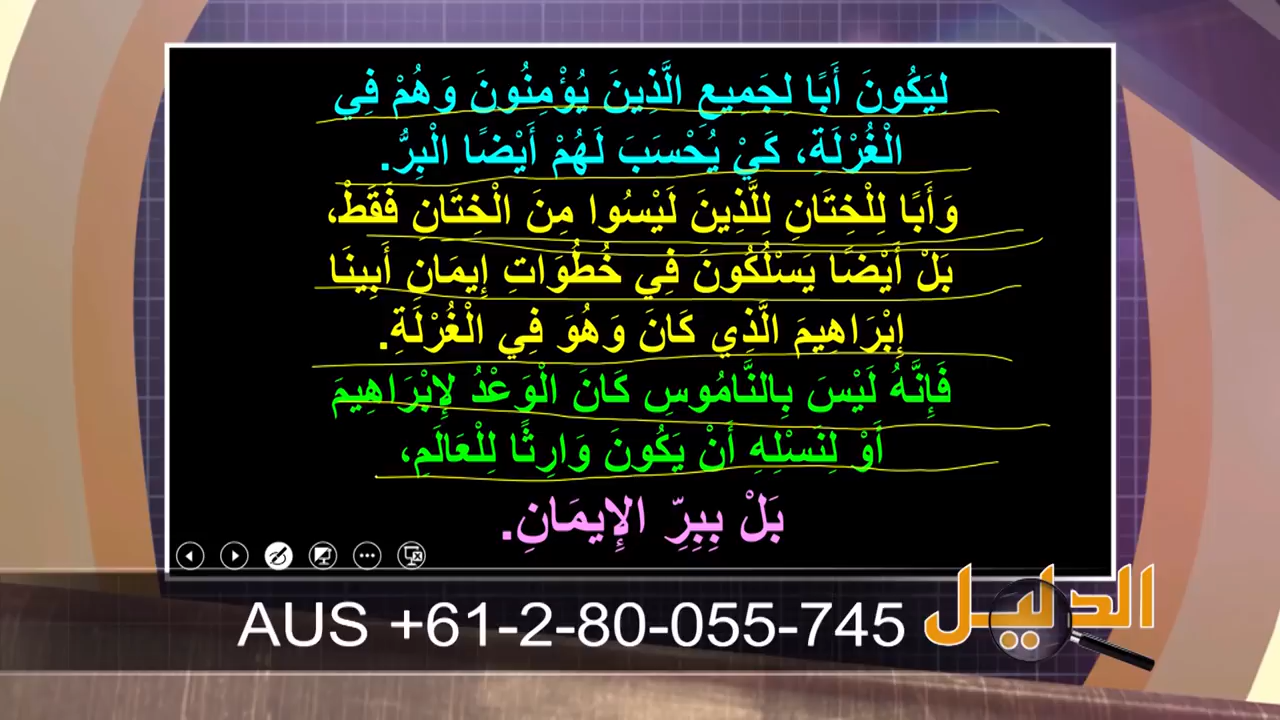 لِيَكُونَ أَبًا لِجَمِيعِ الَّذِينَ يُؤْمِنُونَ وَهُمْ فِي
الْغُرْلَةِ، كَيْ يُحْسَبَ لَهُمْ أَيْضًا الْبِرُّ.
وَأَبًا لِلْخِتَانِ لِلَّذِينَ لَيْسُوا مِنَ الْخِتَانِ فَقَطْ،
بَلْ أَيْضًا يَسْلُكُونَ فِي خُطُوَاتِ إِيمَانِ أَبِينَا
إِبْرَاهِيمَ الَّذِي كَانَ وَهُوَ فِي الْغُرْلَةِ.
فَإِنَّهُ لَيْسَ بِالنَّامُوسِ كَانَ الْوَعْدُ لإِبْرَاهِيمَ
أَوْ لِنَسْلِهِ أَنْ يَكُونَ وَارِثًا لِلْعَالَمِ،
بَلْ بِبِرِّ الإِيمَانِ.
AUS +61-2-80-055-745
الدليل